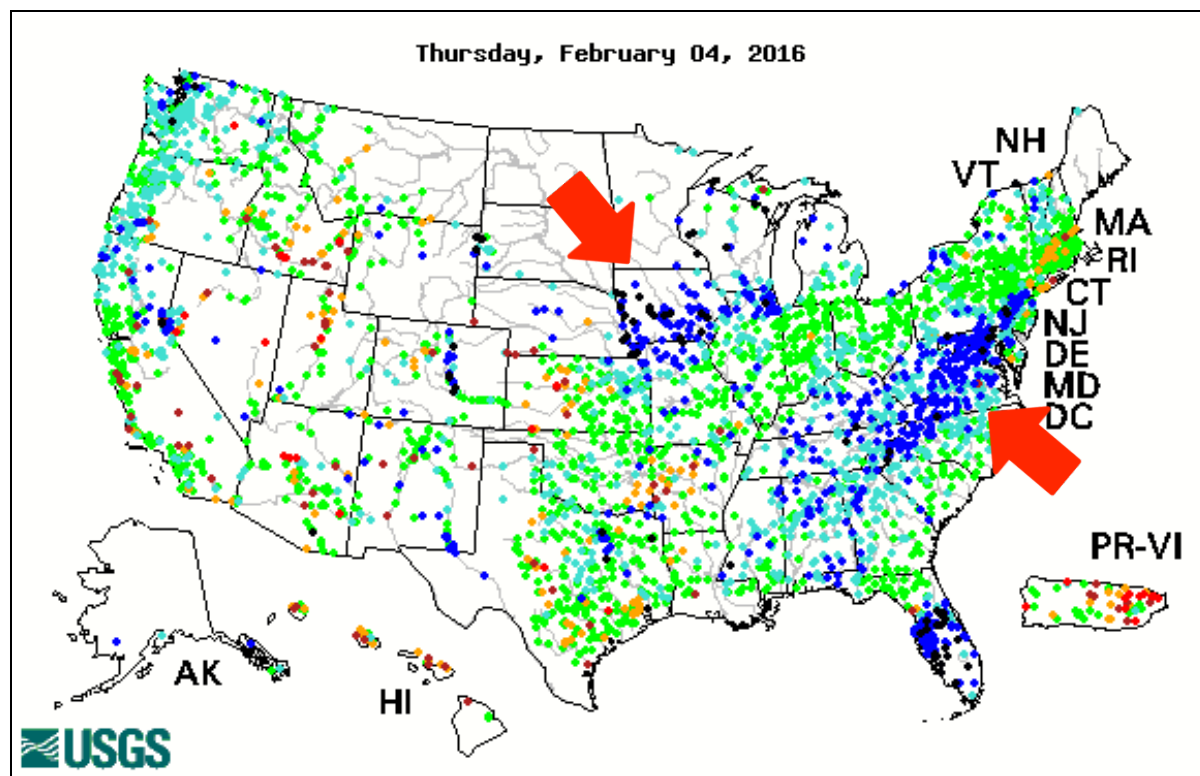 Thursday, February 04, 2016
NH
VT
MA
RI
CT
NJ
DE
MD
DC
PR-VI
AK
HI
USGS